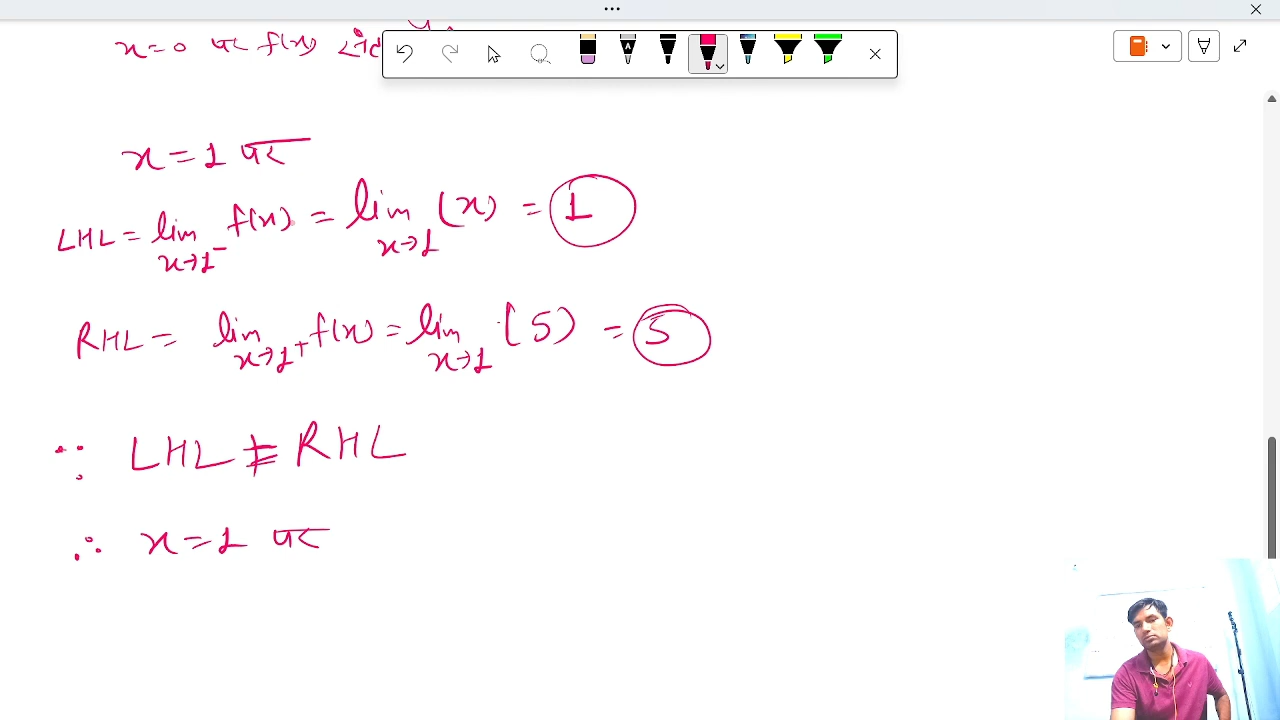 x=0 पर f(x)
x=1 पर
LHL = lim x→1⁻ f(x) = lim x→1 (x) = 1
RHL = lim x→1+ f(x) = lim x→1 (5) = 5
∵ LHL ≠ RHL
∴ x=1 पर